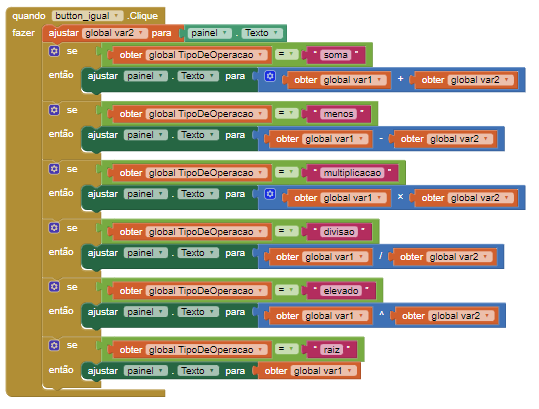 quando button_igual .Clique
fazer ajustar global var2 para painel . Texto
se obter global TipoDeOperacao = " soma "
então ajustar painel . Texto para obter global var1 + obter global var2
se obter global TipoDeOperacao = " menos "
então ajustar painel . Texto para obter global var1 - obter global var2
se obter global TipoDeOperacao = " multiplicacao "
então ajustar painel . Texto para obter global var1 × obter global var2
se obter global TipoDeOperacao = " divisao "
então ajustar painel . Texto para obter global var1 / obter global var2
se obter global TipoDeOperacao = " elevado "
então ajustar painel . Texto para obter global var1 ^ obter global var2
se obter global TipoDeOperacao = " raiz "
então ajustar painel . Texto para obter global var1